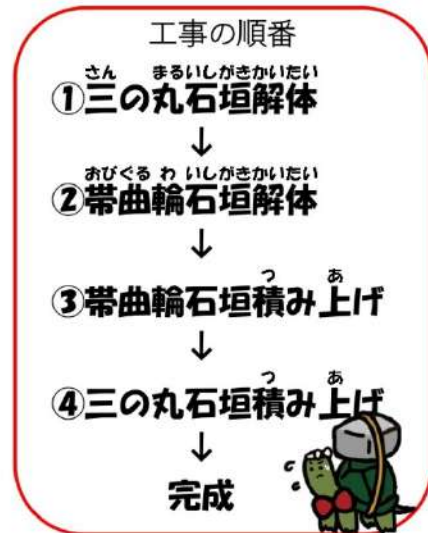 工事の順番
さん まるいしがきかいたい
①三の丸石垣解体
↓
おびぐる わ いしがきかいたい
②帯曲輪石垣解体
↓
つ あ
③帯曲輪石垣積み上げ
↓
つ あ
④三の丸石垣積み上げ
↓
完成